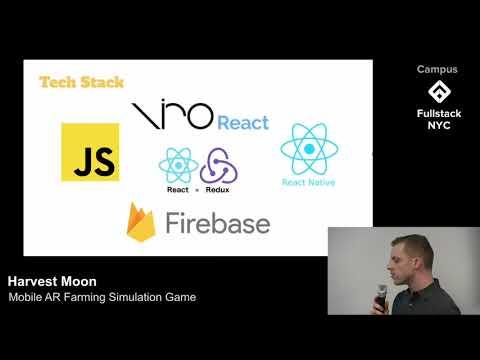 Tech Stack
Viro React
JS
React + Redux
React Native
Firebase
Campus
Fullstack
NYC
Harvest Moon
Mobile AR Farming Simulation Game